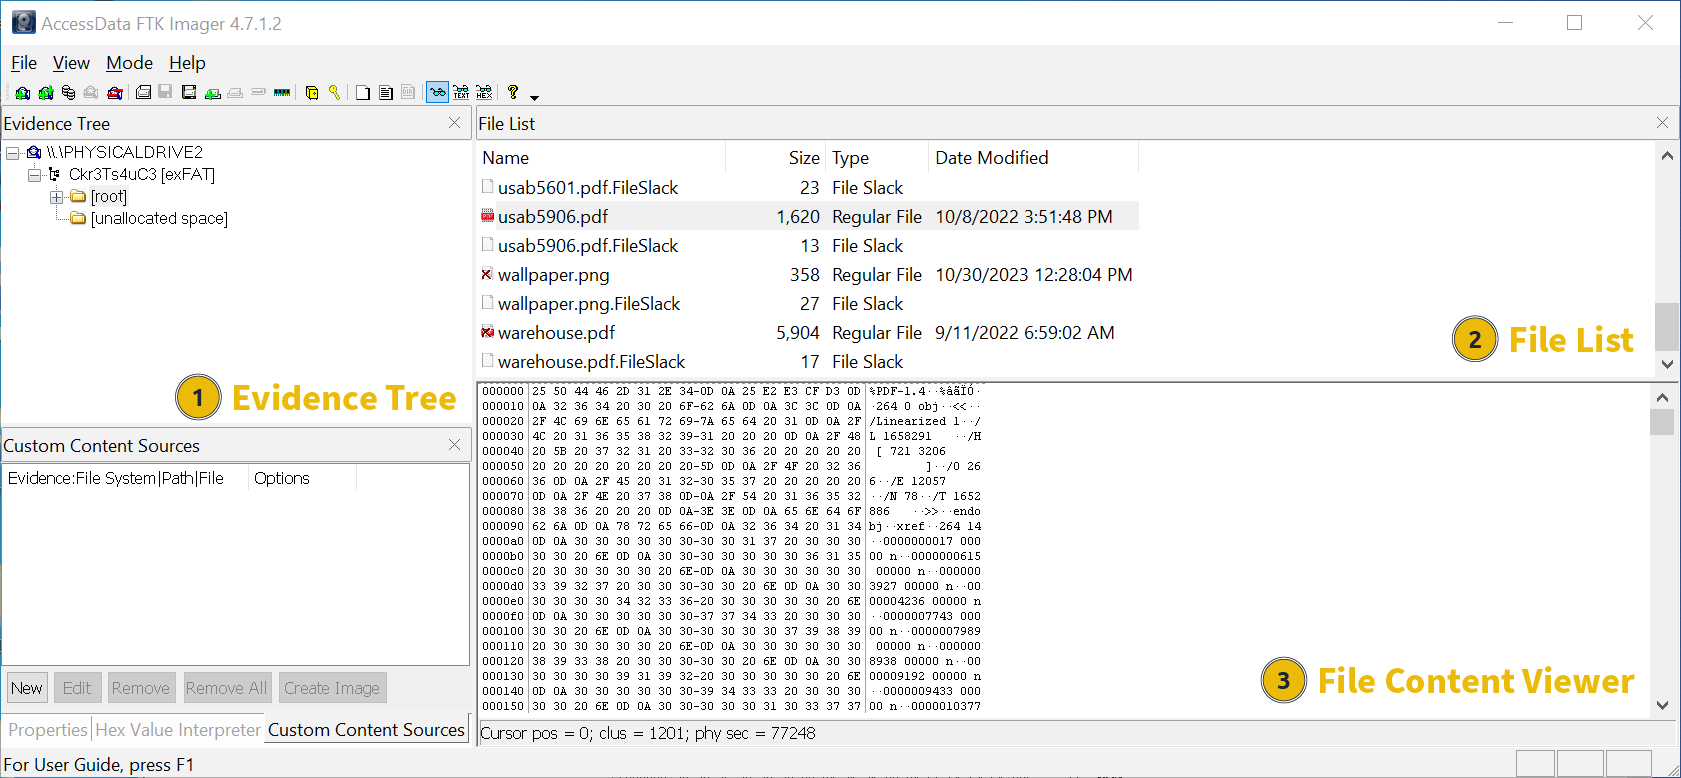 AccessData FTK Imager 4.7.1.2
File View Mode Help
Evidence Tree
\\.\PHYSICALDRIVE2
Ckr3Ts4uC3 [exFAT]
[root]
[unallocated space]
1 Evidence Tree
Custom Content Sources
Evidence:File System|Path|File Options
New Edit Remove Remove All Create Image
Properties Hex Value Interpreter Custom Content Sources
File List
Name Size Type Date Modified
usab5601.pdf.FileSlack 23 File Slack
usab5906.pdf 1,620 Regular File 10/8/2022 3:51:48 PM
usab5906.pdf.FileSlack 13 File Slack
wallpaper.png 358 Regular File 10/30/2023 12:28:04 PM
wallpaper.png.FileSlack 27 File Slack
warehouse.pdf 5,904 Regular File 9/11/2022 6:59:02 AM
warehouse.pdf.FileSlack 17 File Slack
2 File List
000000 25 50 44 46 2D 31 2E 34-0D 0A 25 E2 E3 CF D3 0D %PDF-1.4··%âãÏÓ·
000010 0A 32 36 34 20 30 20 6F-62 6A 0D 0A 3C 3C 0D 0A ·264 0 obj··<<··
000020 2F 4C 69 6E 65 61 72 69-7A 65 64 20 31 0D 0A 2F /Linearized 1··/
000030 4C 20 31 36 35 38 32 39-31 20 20 20 0D 0A 2F 48 L 1658291   ··/H
000040 20 5B 20 37 32 31 20 33-32 30 36 20 20 20 20 20  [ 721 3206
000050 20 20 20 20 20 20 20 20-5D 0D 0A 2F 4F 20 32 36         ]··/O 26
000060 36 0D 0A 2F 45 20 31 32-30 35 37 20 20 20 20 20 6··/E 12057
000070 0D 0A 2F 4E 20 37 38 0D-0A 2F 54 20 31 36 35 32 ··/N 78··/T 1652
000080 38 38 36 20 20 20 0D 0A-3E 3E 0D 0A 65 6E 64 6F 886   ··>>··endo
000090 62 6A 0D 0A 78 72 65 66-0D 0A 32 36 34 20 31 34 bj··xref··264 14
0000a0 0D 0A 30 30 30 30 30 30-30 30 31 37 20 30 30 30 ··0000000017 000
0000b0 30 30 20 6E 0D 0A 30 30-30 30 30 30 30 36 31 35 00 n··0000000615
0000c0 20 30 30 30 30 30 20 6E-0D 0A 30 30 30 30 30 30  00000 n··000000
0000d0 33 39 32 37 20 30 30 30-30 30 20 6E 0D 0A 30 30 3927 00000 n··00
0000e0 30 30 30 30 34 32 33 36-20 30 30 30 30 30 20 6E 00004236 00000 n
0000f0 0D 0A 30 30 30 30 30 30-37 37 34 33 20 30 30 30 ··0000007743 000
000100 30 30 20 6E 0D 0A 30 30-30 30 30 30 37 39 38 39 00 n··0000007989
000110 20 30 30 30 30 30 20 6E-0D 0A 30 30 30 30 30 30  00000 n··000000
000120 38 39 33 38 20 30 30 30-30 30 20 6E 0D 0A 30 30 8938 00000 n··00
000130 30 30 30 30 39 31 39 32-20 30 30 30 30 30 20 6E 00009192 00000 n
000140 0D 0A 30 30 30 30 30 30-39 34 33 33 20 30 30 30 ··0000009433 000
000150 30 30 20 6E 0D 0A 30 30-30 30 30 31 30 33 37 37 00 n··0000010377
3 File Content Viewer
Cursor pos = 0; clus = 1201; phy sec = 77248
For User Guide, press F1